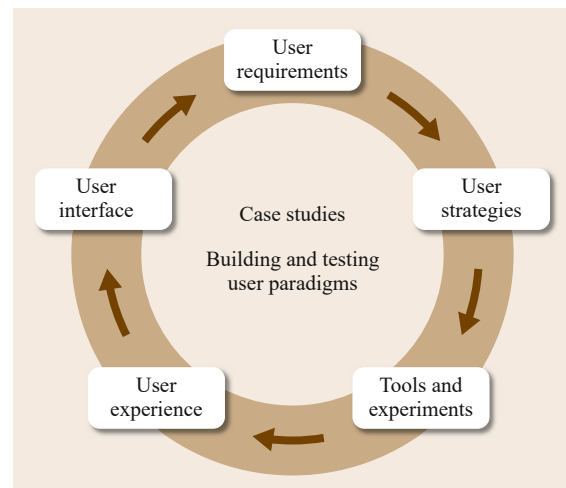 User
requirements
User
strategies
Tools and
experiments
User
experience
User
interface
Case studies
Building and testing
user paradigms